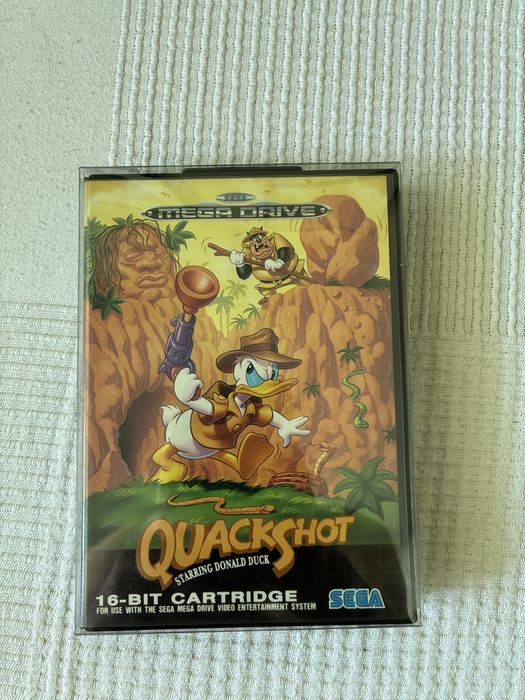 SEGA
MEGA DRIVE
QUACKSHOT
STARRING DONALD DUCK
16-BIT CARTRIDGE
FOR USE WITH THE SEGA MEGA DRIVE VIDEO ENTERTAINMENT SYSTEM
SEGA